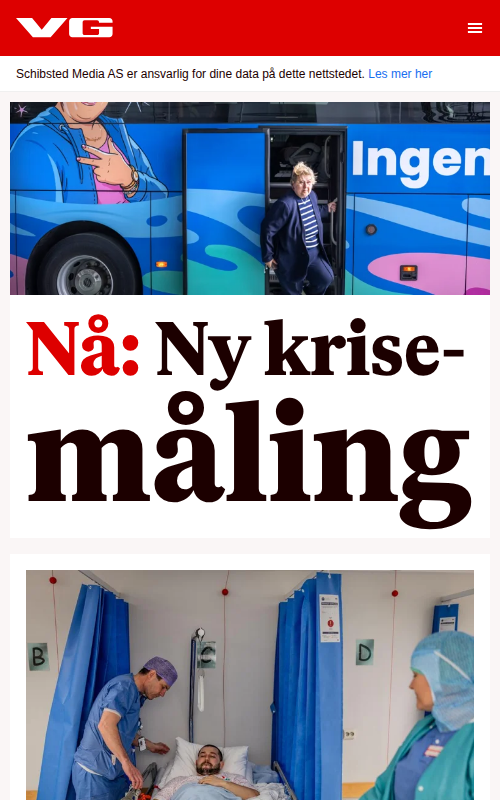 VG
Schibsted Media AS er ansvarlig for dine data på dette nettstedet. Les mer her
Ingen
Nå: Ny krise-
måling
B
C
D